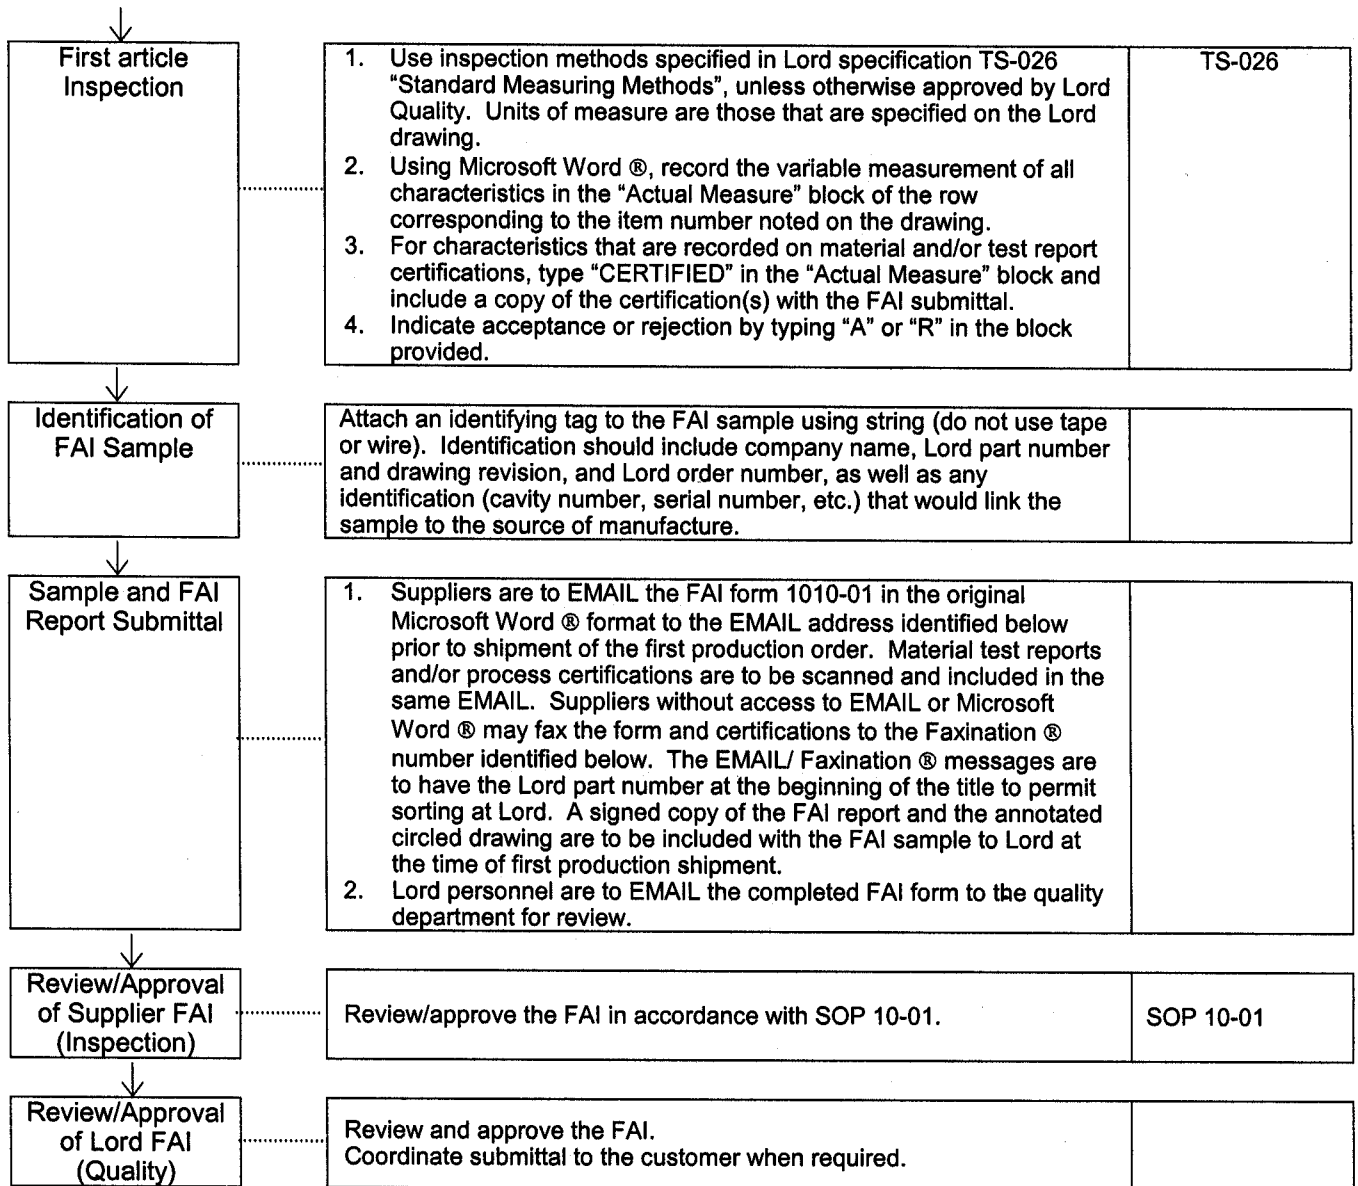 First article
Inspection
1. Use inspection methods specified in Lord specification TS-026
“Standard Measuring Methods”, unless otherwise approved by Lord
Quality. Units of measure are those that are specified on the Lord
drawing.
2. Using Microsoft Word ®, record the variable measurement of all
characteristics in the “Actual Measure” block of the row
corresponding to the item number noted on the drawing.
3. For characteristics that are recorded on material and/or test report
certifications, type “CERTIFIED” in the “Actual Measure” block and
include a copy of the certification(s) with the FAI submittal.
4. Indicate acceptance or rejection by typing “A” or “R” in the block
provided.
TS-026
Identification of
FAI Sample
Attach an identifying tag to the FAI sample using string (do not use tape
or wire). Identification should include company name, Lord part number
and drawing revision, and Lord order number, as well as any
identification (cavity number, serial number, etc.) that would link the
sample to the source of manufacture.
Sample and FAI
Report Submittal
1. Suppliers are to EMAIL the FAI form 1010-01 in the original
Microsoft Word ® format to the EMAIL address identified below
prior to shipment of the first production order. Material test reports
and/or process certifications are to be scanned and included in the
same EMAIL. Suppliers without access to EMAIL or Microsoft
Word ® may fax the form and certifications to the Faxination ®
number identified below. The EMAIL/ Faxination ® messages are
to have the Lord part number at the beginning of the title to permit
sorting at Lord. A signed copy of the FAI report and the annotated
circled drawing are to be included with the FAI sample to Lord at
the time of first production shipment.
2. Lord personnel are to EMAIL the completed FAI form to the quality
department for review.
Review/Approval
of Supplier FAI
(Inspection)
Review/approve the FAI in accordance with SOP 10-01.
SOP 10-01
Review/Approval
of Lord FAI
(Quality)
Review and approve the FAI.
Coordinate submittal to the customer when required.